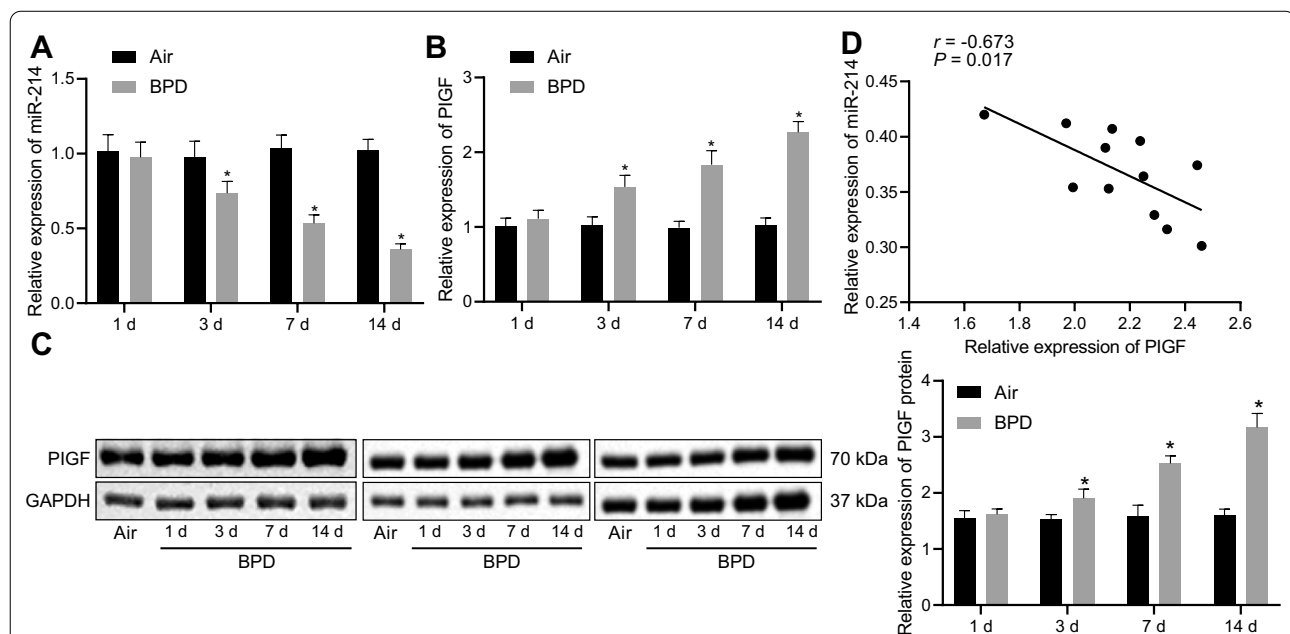 A
Air
BPD
Relative expression of miR-214
1.5
1.0
0.5
0.0
*
*
*
1 d
3 d
7 d
14 d
B
Air
BPD
Relative expression of PlGF
3
2
1
0
*
*
*
1 d
3 d
7 d
14 d
D
r = -0.673
P = 0.017
Relative expression of miR-214
0.45
0.40
0.35
0.30
0.25
1.4 1.6 1.8 2.0 2.2 2.4 2.6
Relative expression of PlGF
C
PlGF
70 kDa
GAPDH
37 kDa
Air 1 d 3 d 7 d 14 d
BPD
Air 1 d 3 d 7 d 14 d
BPD
Air 1 d 3 d 7 d 14 d
BPD
Air
BPD
Relative expression of PlGF protein
4
3
2
1
0
*
*
*
1 d
3 d
7 d
14 d